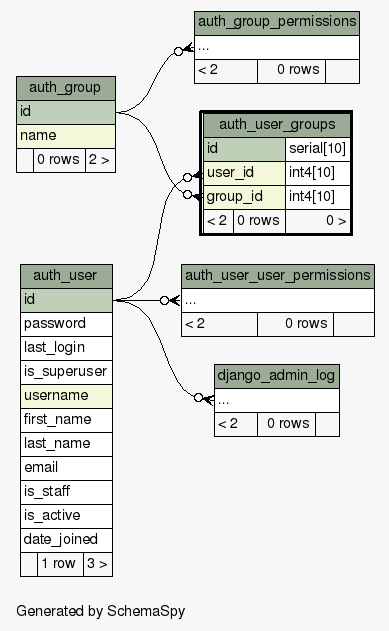 auth_group_permissions
...
< 2 0 rows
auth_group
id
name
0 rows 2 >
auth_user_groups
id serial[10]
user_id int4[10]
group_id int4[10]
< 2 0 rows 0 >
auth_user
id
password
last_login
is_superuser
username
first_name
last_name
email
is_staff
is_active
date_joined
1 row 3 >
auth_user_user_permissions
...
< 2 0 rows
django_admin_log
...
< 2 0 rows
Generated by SchemaSpy